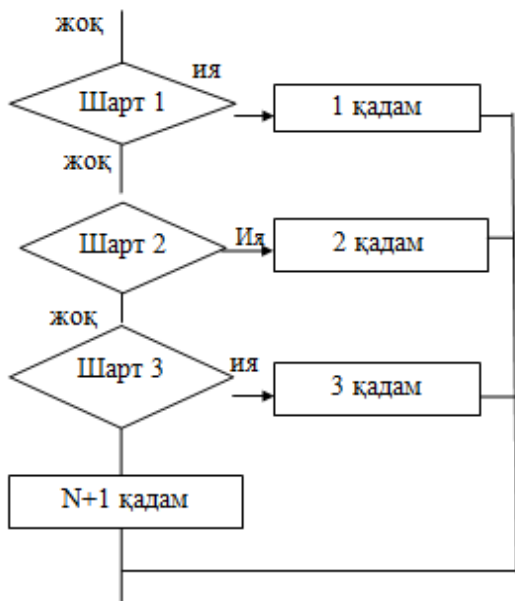 жоқ
ия
Шарт 1
1 қадам
жоқ
Шарт 2
Ия
2 қадам
жоқ
Шарт 3
ия
3 қадам
N+1 қадам